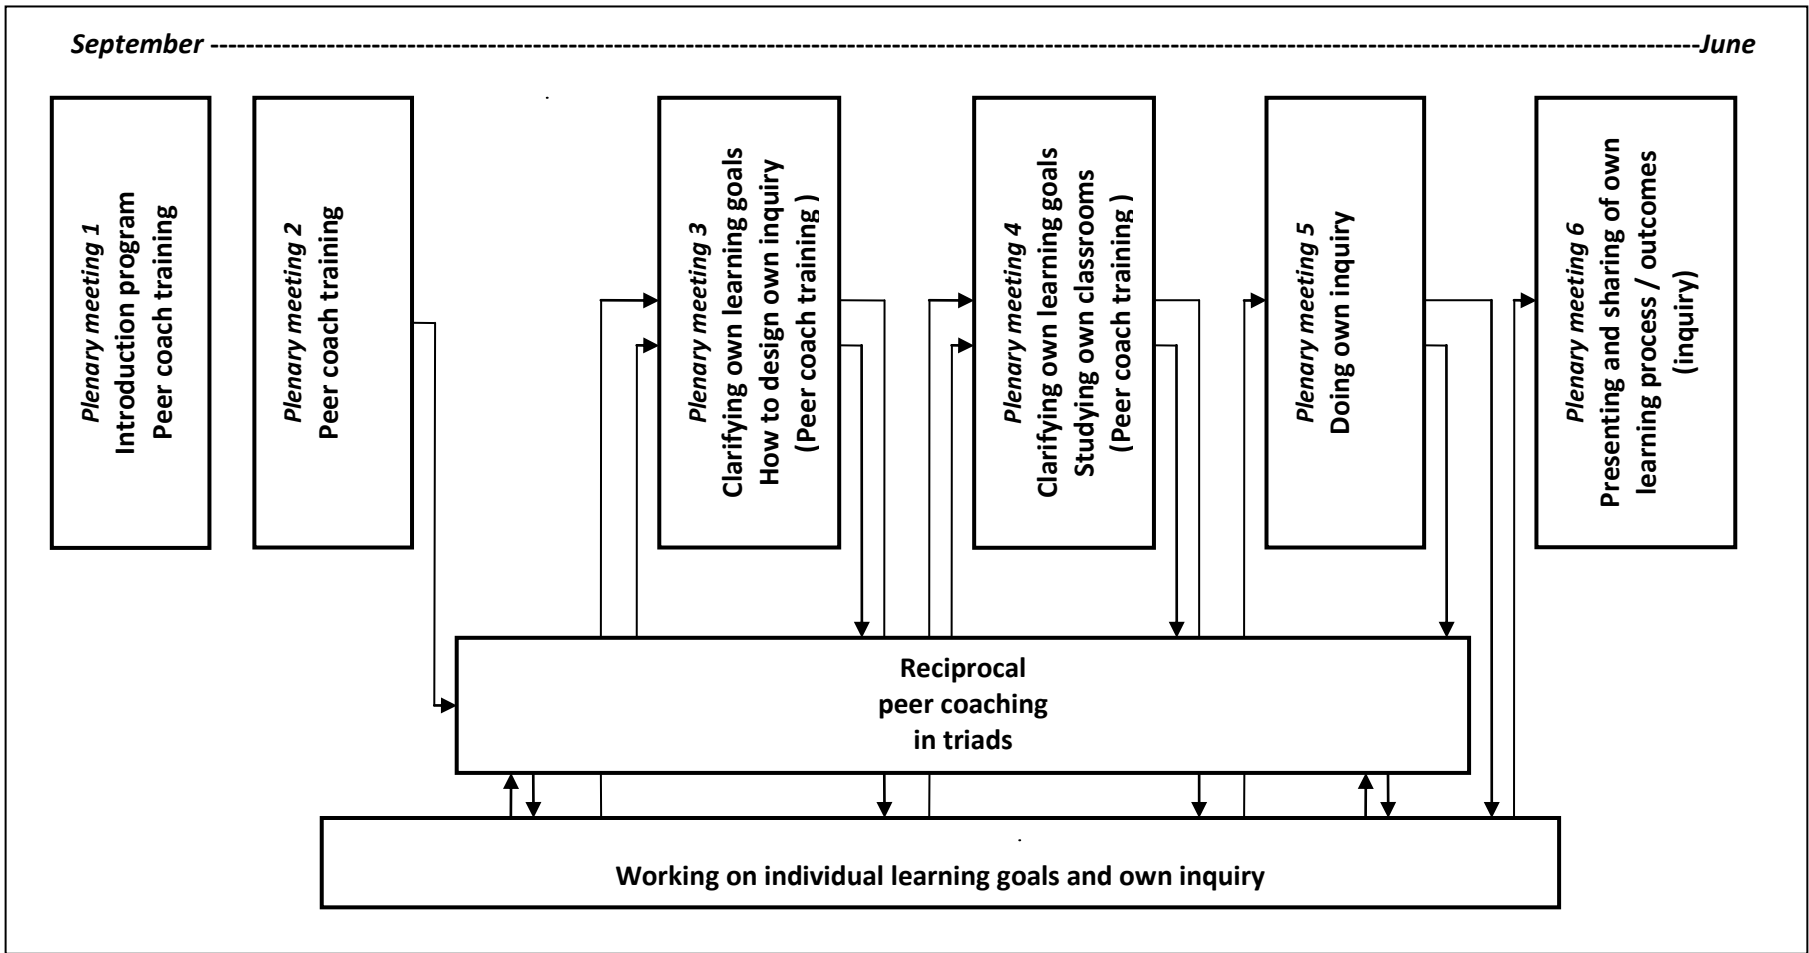 September ----------------------------------------------------------------------------------------------------June
Plenary meeting 1
Introduction program
Peer coach training
Plenary meeting 2
Peer coach training
Plenary meeting 3
Clarifying own learning goals
How to design own inquiry
(Peer coach training )
Plenary meeting 4
Clarifying own learning goals
Studying own classrooms
(Peer coach training )
Plenary meeting 5
Doing own inquiry
Plenary meeting 6
Presenting and sharing of own
learning process / outcomes
(inquiry)
Reciprocal
peer coaching
in triads
Working on individual learning goals and own inquiry